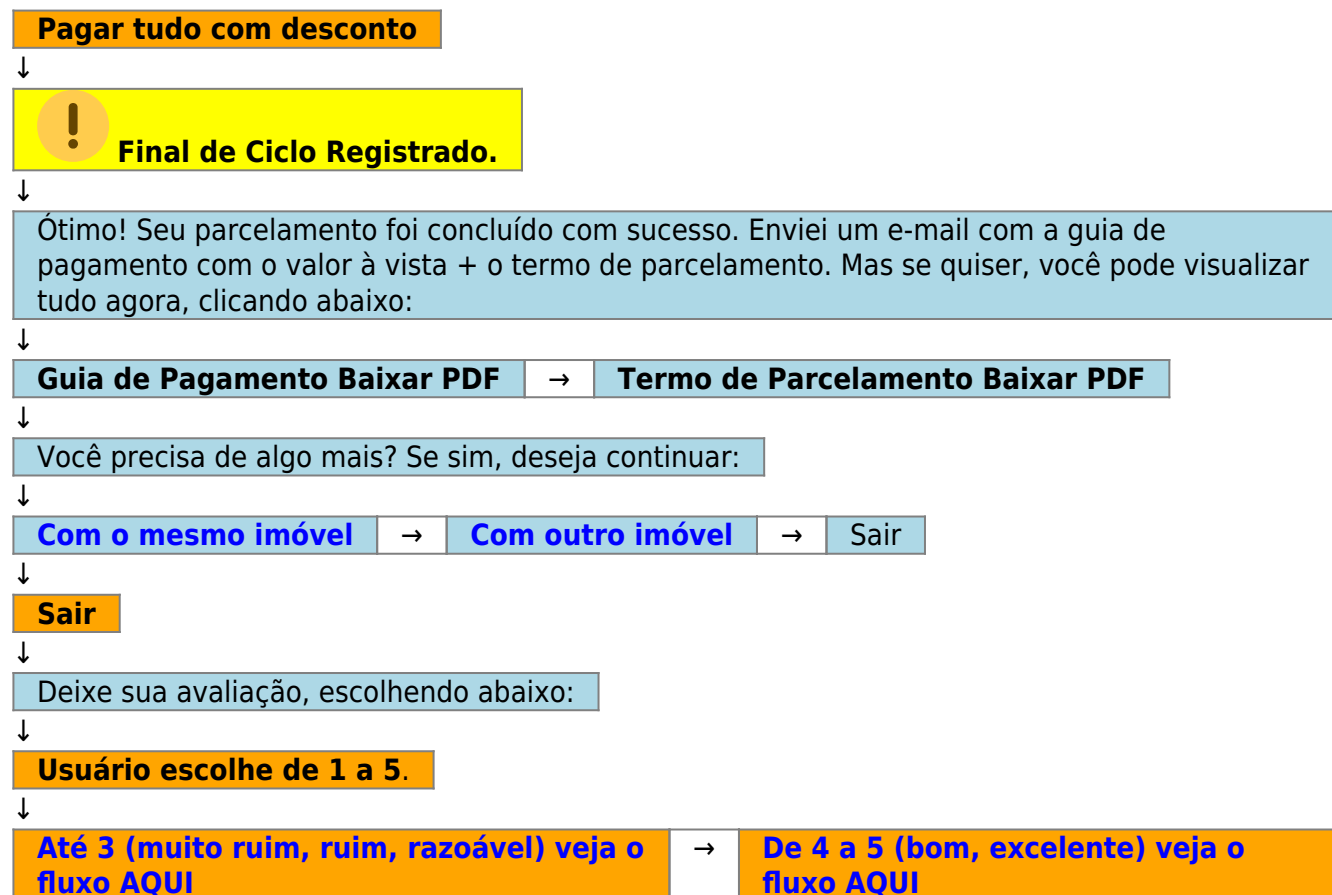 Pagar tudo com desconto
↓
Final de Ciclo Registrado.
↓
Ótimo! Seu parcelamento foi concluído com sucesso. Enviei um e-mail com a guia de
pagamento com o valor à vista + o termo de parcelamento. Mas se quiser, você pode visualizar
tudo agora, clicando abaixo:
↓
Guia de Pagamento Baixar PDF → Termo de Parcelamento Baixar PDF
↓
Você precisa de algo mais? Se sim, deseja continuar:
↓
Com o mesmo imóvel → Com outro imóvel → Sair
↓
Sair
↓
Deixe sua avaliação, escolhendo abaixo:
↓
Usuário escolhe de 1 a 5.
↓
Até 3 (muito ruim, ruim, razoável) veja o
fluxo AQUI
→
De 4 a 5 (bom, excelente) veja o
fluxo AQUI